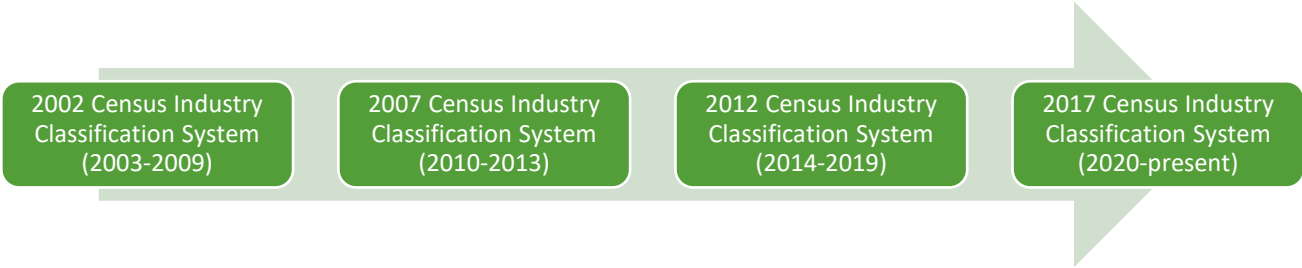 2002 Census Industry
Classification System
(2003-2009)
2007 Census Industry
Classification System
(2010-2013)
2012 Census Industry
Classification System
(2014-2019)
2017 Census Industry
Classification System
(2020-present)